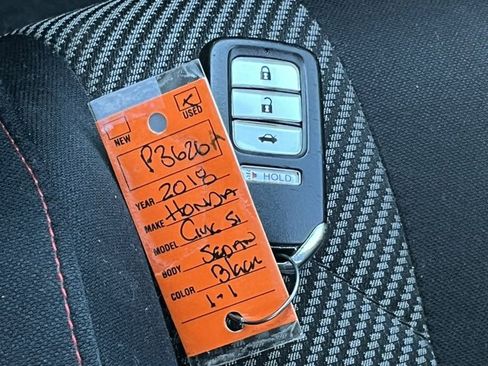 NEW
USED
P3626A
YEAR 2018
MAKE HONDA
MODEL Civic Si
BODY Sedan
COLOR Black
1-1
HOLD